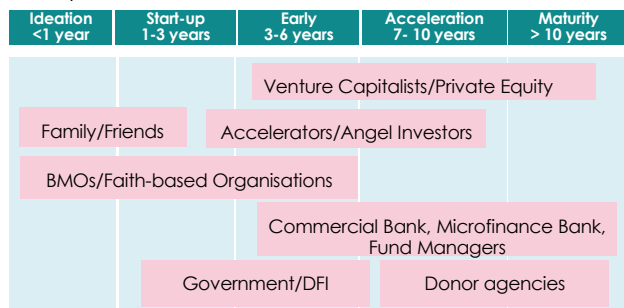 Ideation
<1 year
Start-up
1-3 years
Early
3-6 years
Acceleration
7- 10 years
Maturity
> 10 years
Venture Capitalists/Private Equity
Family/Friends
Accelerators/Angel Investors
BMOs/Faith-based Organisations
Commercial Bank, Microfinance Bank,
Fund Managers
Government/DFI
Donor agencies